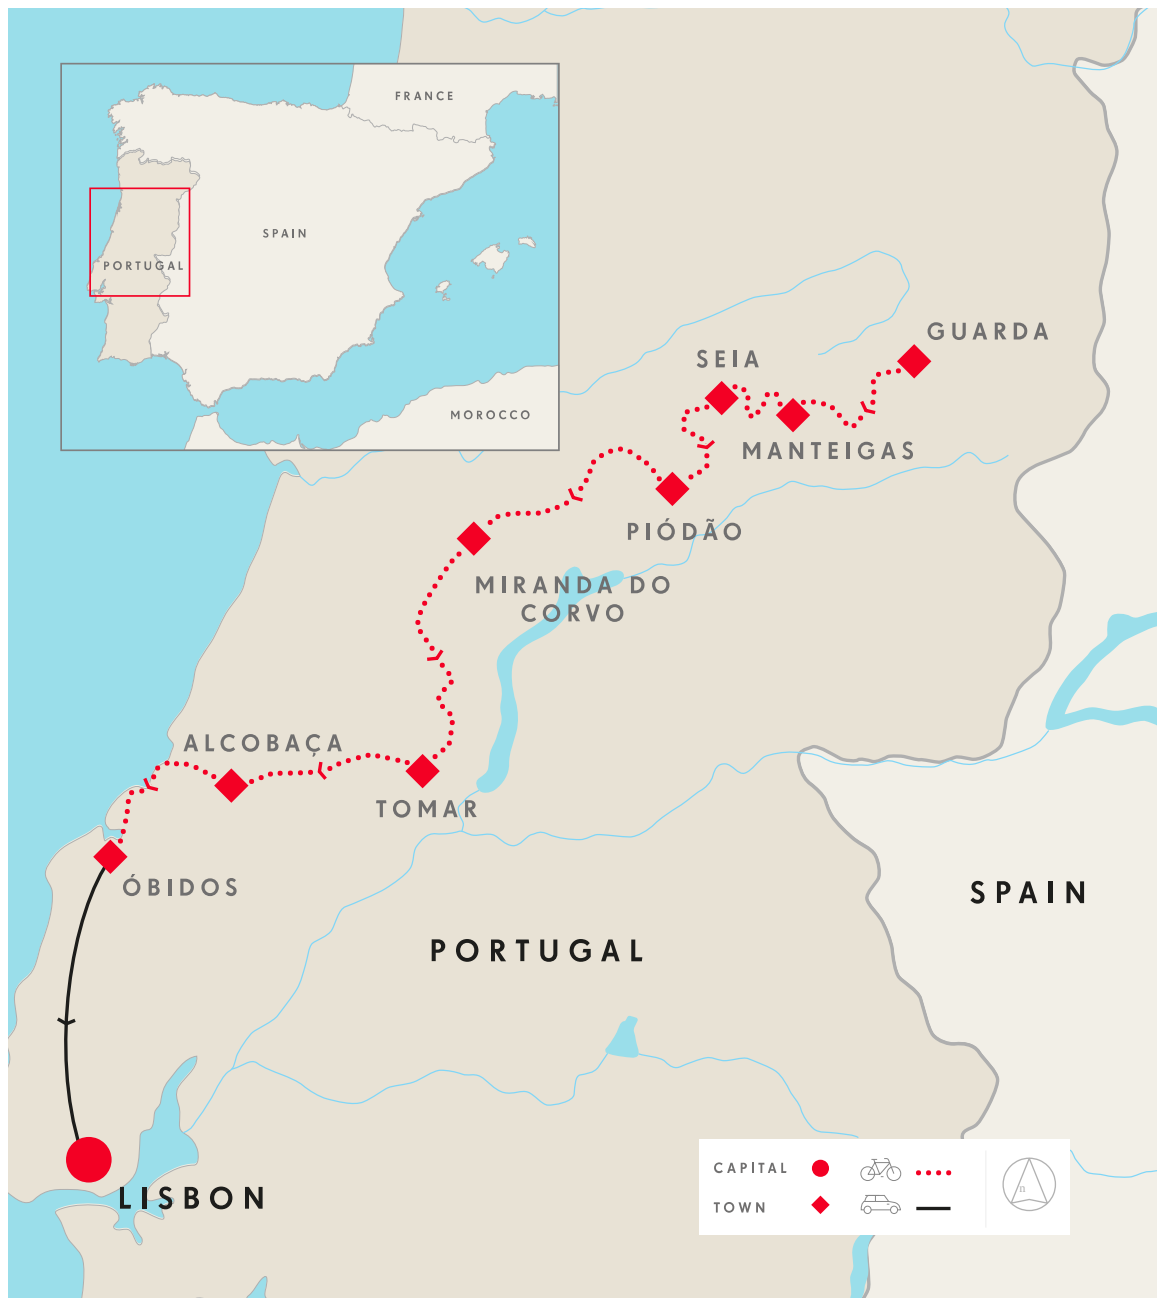 FRANCE
SPAIN
PORTUGAL
MOROCCO
GUARDA
SEIA
MANTEIGAS
PIÓDÃO
MIRANDA DO
CORVO
ALCOBAÇA
TOMAR
ÓBIDOS
SPAIN
PORTUGAL
LISBON
CAPITAL
TOWN
n